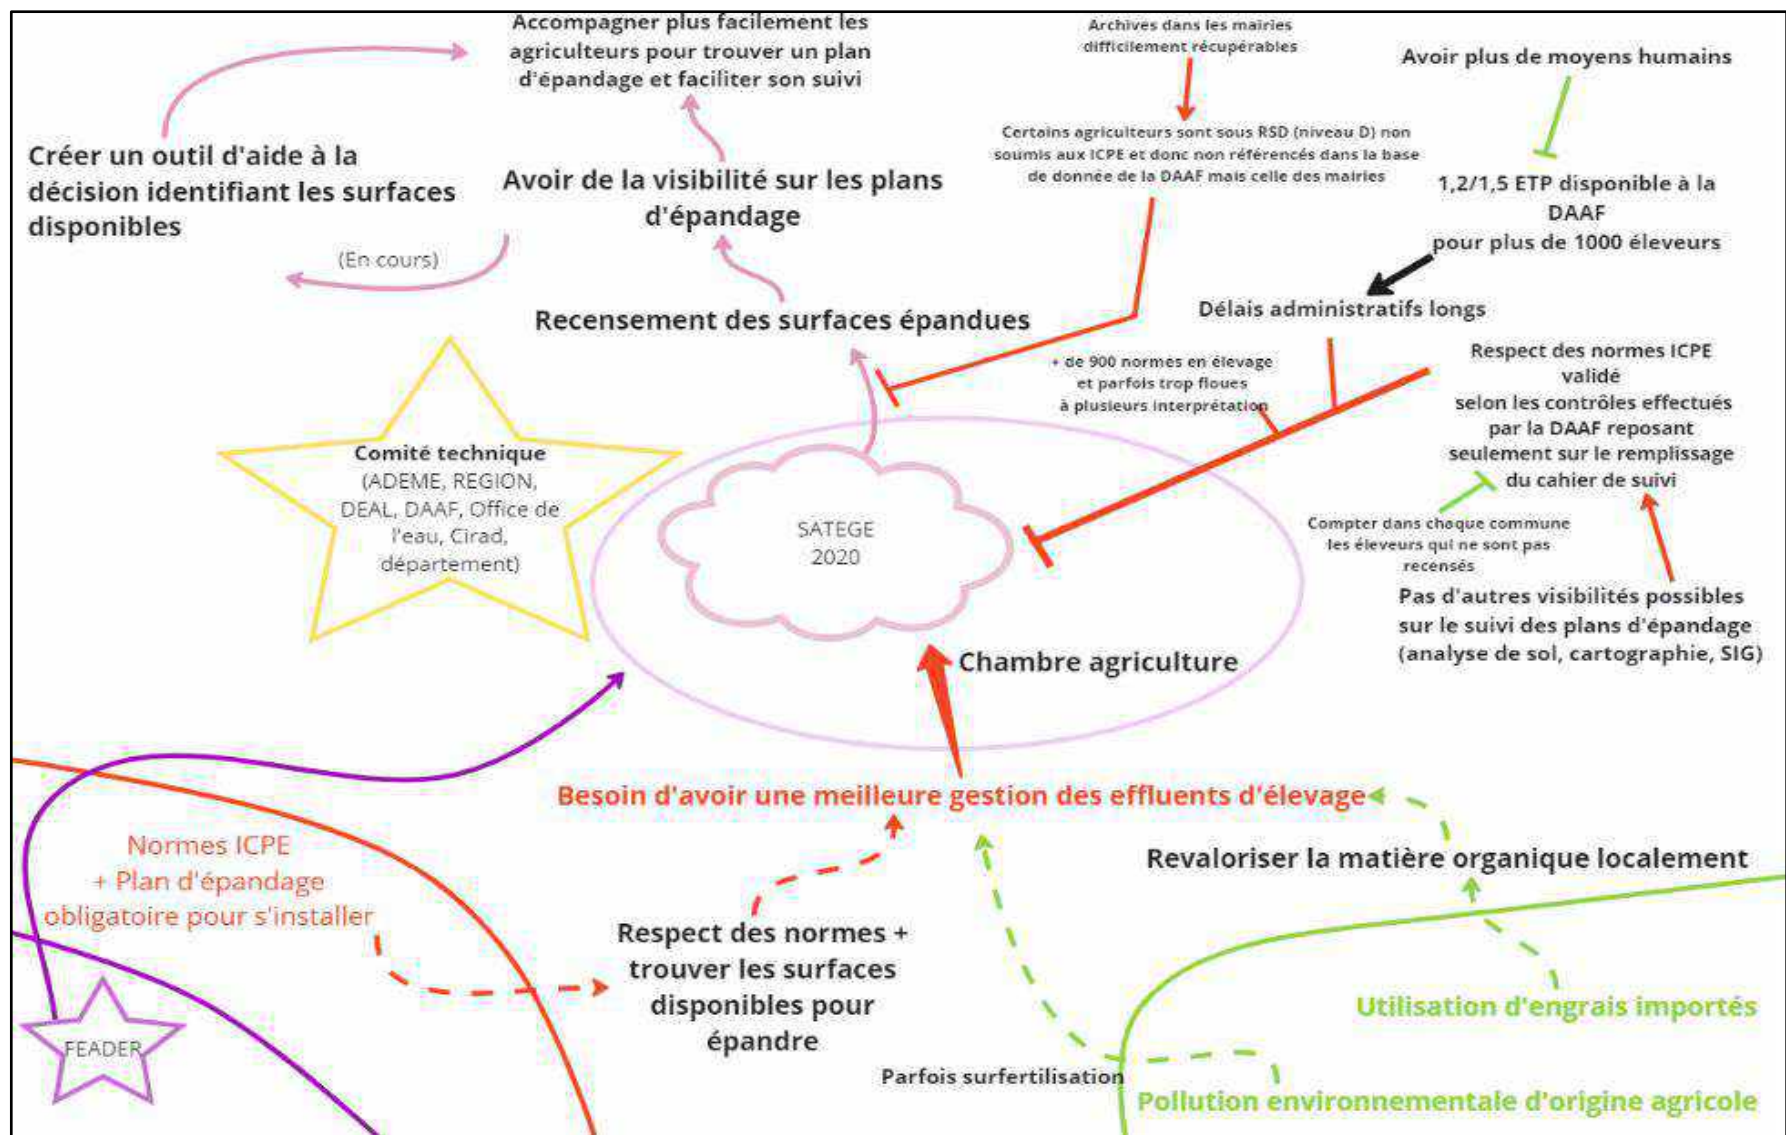 Accompagner plus facilement les
agriculteurs pour trouver un plan
d'épandage et faciliter son suivi
Archives dans les mairies
difficilement récupérables
Avoir plus de moyens humains
Créer un outil d'aide à la
décision identifiant les surfaces
disponibles
Avoir de la visibilité sur les plans
d'épandage
Certains agriculteurs sont sous RSD (niveau D) non
soumis aux ICPE et donc non référencés dans la base
de donnée de la DAAF mais celle des mairies
1,2/1,5 ETP disponible à la
DAAF
pour plus de 1000 éleveurs
(En cours)
Recensement des surfaces épandues
Délais administratifs longs
+ de 900 normes en élevage
et parfois trop floues
à plusieurs interprétation
Respect des normes ICPE
validé
selon les contrôles effectués
par la DAAF reposant
seulement sur le remplissage
du cahier de suivi
Comité technique
(ADEME, REGION,
DEAL, DAAF, Office de
l'eau, Cirad,
département)
SATEGE
2020
Compter dans chaque commune
les éleveurs qui ne sont pas
recensés
Pas d'autres visibilités possibles
sur le suivi des plans d'épandage
(analyse de sol, cartographie, SIG)
Chambre agriculture
Besoin d'avoir une meilleure gestion des effluents d'élevage
Normes ICPE
+ Plan d'épandage
obligatoire pour s'installer
Revaloriser la matière organique localement
Respect des normes +
trouver les surfaces
disponibles pour
épandre
Utilisation d'engrais importés
FEADER
Parfois surfertilisation
Pollution environnementale d'origine agricole